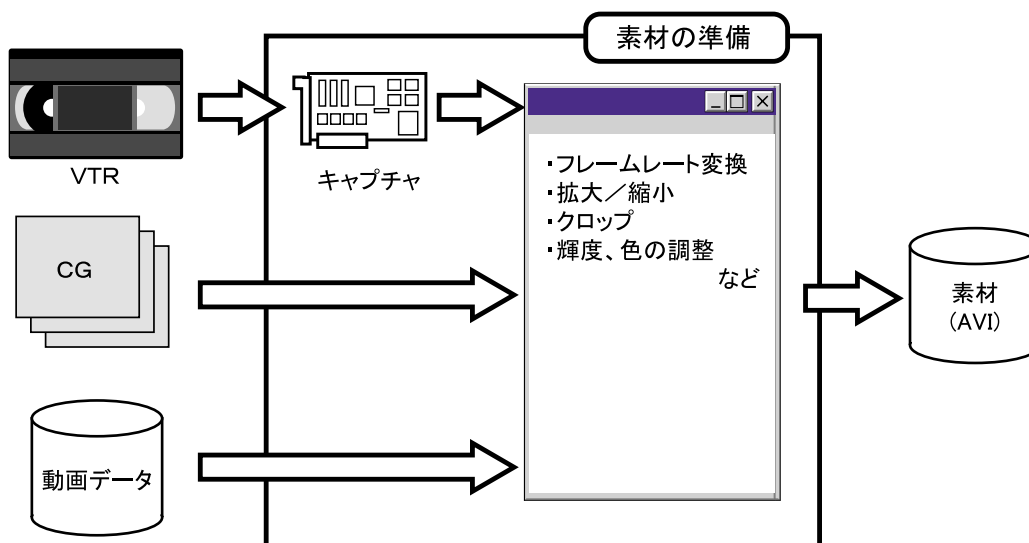 素材の準備
VTR
キャプチャ
・フレームレート変換
・拡大／縮小
・クロップ
・輝度、色の調整
など
CG
素材
(AVI)
動画データ